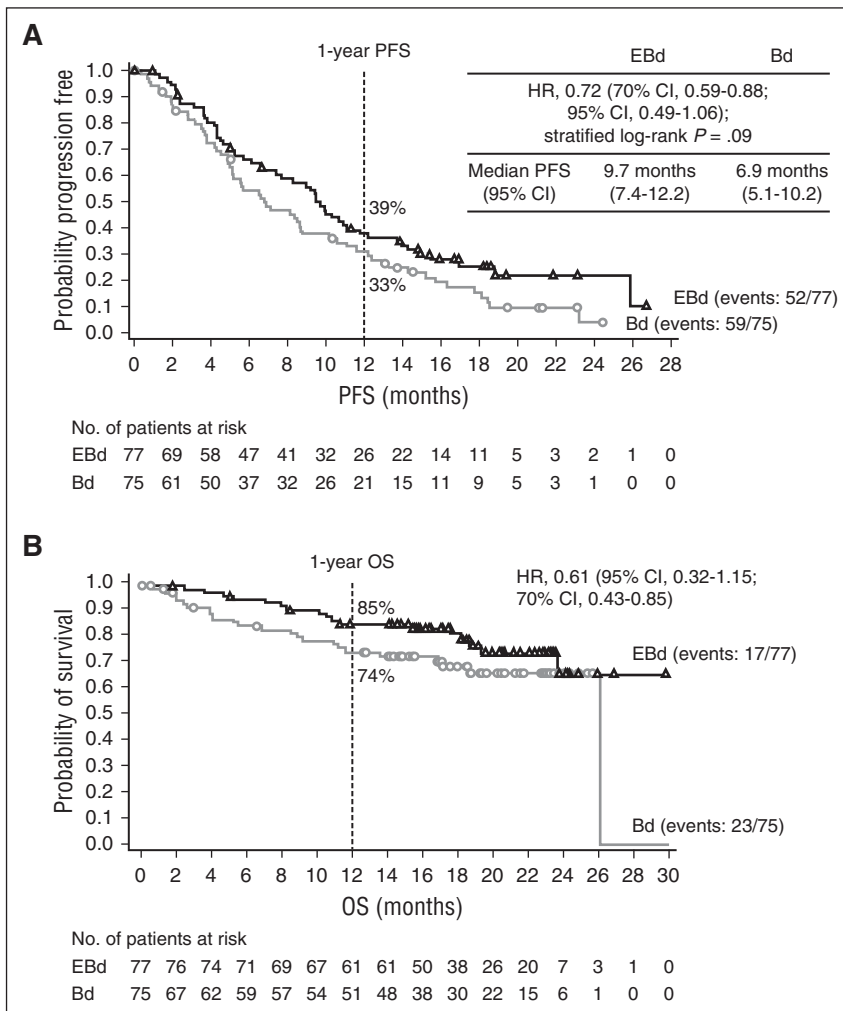 A
1-year PFS
EBd Bd
HR, 0.72 (70% CI, 0.59-0.88;
95% CI, 0.49-1.06);
stratified log-rank P = .09
Median PFS 9.7 months 6.9 months
(95% CI) (7.4-12.2) (5.1-10.2)
Probability progression free
1.0
0.9
0.8
0.7
0.6
0.5
0.4
0.3
0.2
0.1
0.0
39%
33%
EBd (events: 52/77)
Bd (events: 59/75)
0 2 4 6 8 10 12 14 16 18 20 22 24 26 28
PFS (months)
No. of patients at risk
EBd 77 69 58 47 41 32 26 22 14 11 5 3 2 1 0
Bd 75 61 50 37 32 26 21 15 11 9 5 3 1 0 0
B
1-year OS
HR, 0.61 (95% CI, 0.32-1.15;
70% CI, 0.43-0.85)
Probability of survival
1.0
0.9
0.8
0.7
0.6
0.5
0.4
0.3
0.2
0.1
0.0
85%
74%
EBd (events: 17/77)
Bd (events: 23/75)
0 2 4 6 8 10 12 14 16 18 20 22 24 26 28 30
OS (months)
No. of patients at risk
EBd 77 76 74 71 69 67 61 61 50 38 26 20 7 3 1 0
Bd 75 67 62 59 57 54 51 48 38 30 22 15 6 1 0 0